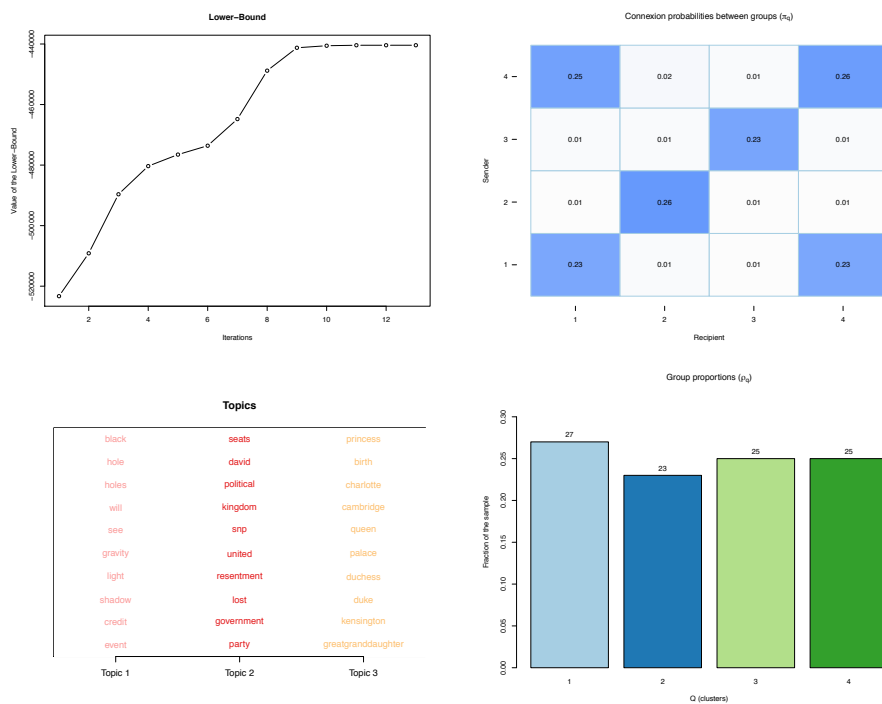 Lower−Bound
Value of the Lower−Bound
−440000
−460000
−480000
−500000
−520000
2 4 6 8 10 12
Iterations
Connexion probabilities between groups (πq)
Sender
4 0.25 0.02 0.01 0.26
3 0.01 0.01 0.23 0.01
2 0.01 0.26 0.01 0.01
1 0.23 0.01 0.01 0.23
1 2 3 4
Recipient
Topics
black seats princess
hole david birth
holes political charlotte
will kingdom cambridge
see snp queen
gravity united palace
light resentment duchess
shadow lost duke
credit government kensington
event party greatgranddaughter
Topic 1 Topic 2 Topic 3
Group proportions (ρq)
Fraction of the sample
0.30
0.25
0.20
0.15
0.10
0.05
0.00
27 23 25 25
1 2 3 4
Q (clusters)